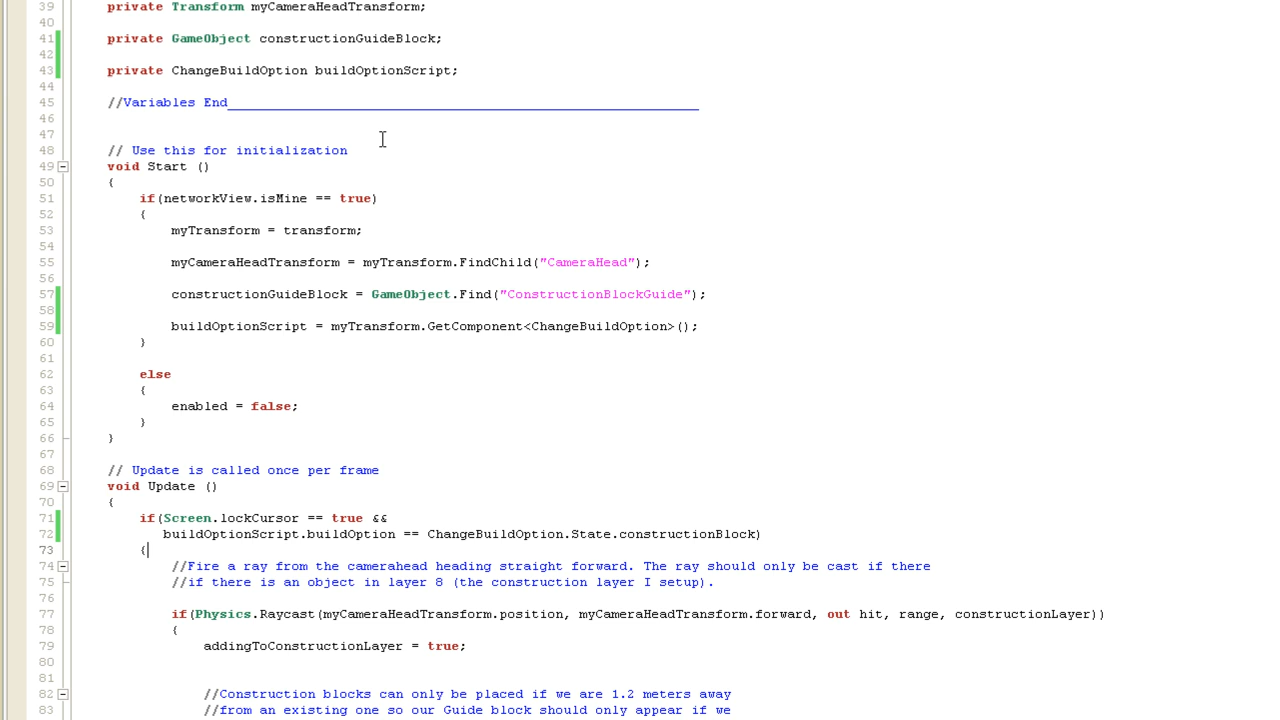 39 private Transform myCameraHeadTransform;
40
41 private GameObject constructionGuideBlock;
42
43 private ChangeBuildOption buildOptionScript;
44
45 //Variables End___________________________________________________________
46
47
48 // Use this for initialization
49 void Start ()
50 {
51 if(networkView.isMine == true)
52 {
53 myTransform = transform;
54
55 myCameraHeadTransform = myTransform.FindChild("CameraHead");
56
57 constructionGuideBlock = GameObject.Find("ConstructionBlockGuide");
58
59 buildOptionScript = myTransform.GetComponent<ChangeBuildOption>();
60 }
61
62 else
63 {
64 enabled = false;
65 }
66 }
67
68 // Update is called once per frame
69 void Update ()
70 {
71 if(Screen.lockCursor == true &&
72 buildOptionScript.buildOption == ChangeBuildOption.State.constructionBlock)
73 {
74 //Fire a ray from the camerahead heading straight forward. The ray should only be cast if there
75 //if there is an object in layer 8 (the construction layer I setup).
76
77 if(Physics.Raycast(myCameraHeadTransform.position, myCameraHeadTransform.forward, out hit, range, constructionLayer))
78 {
79 addingToConstructionLayer = true;
80
81
82 //Construction blocks can only be placed if we are 1.2 meters away
83 //from an existing one so our Guide block should only appear if we